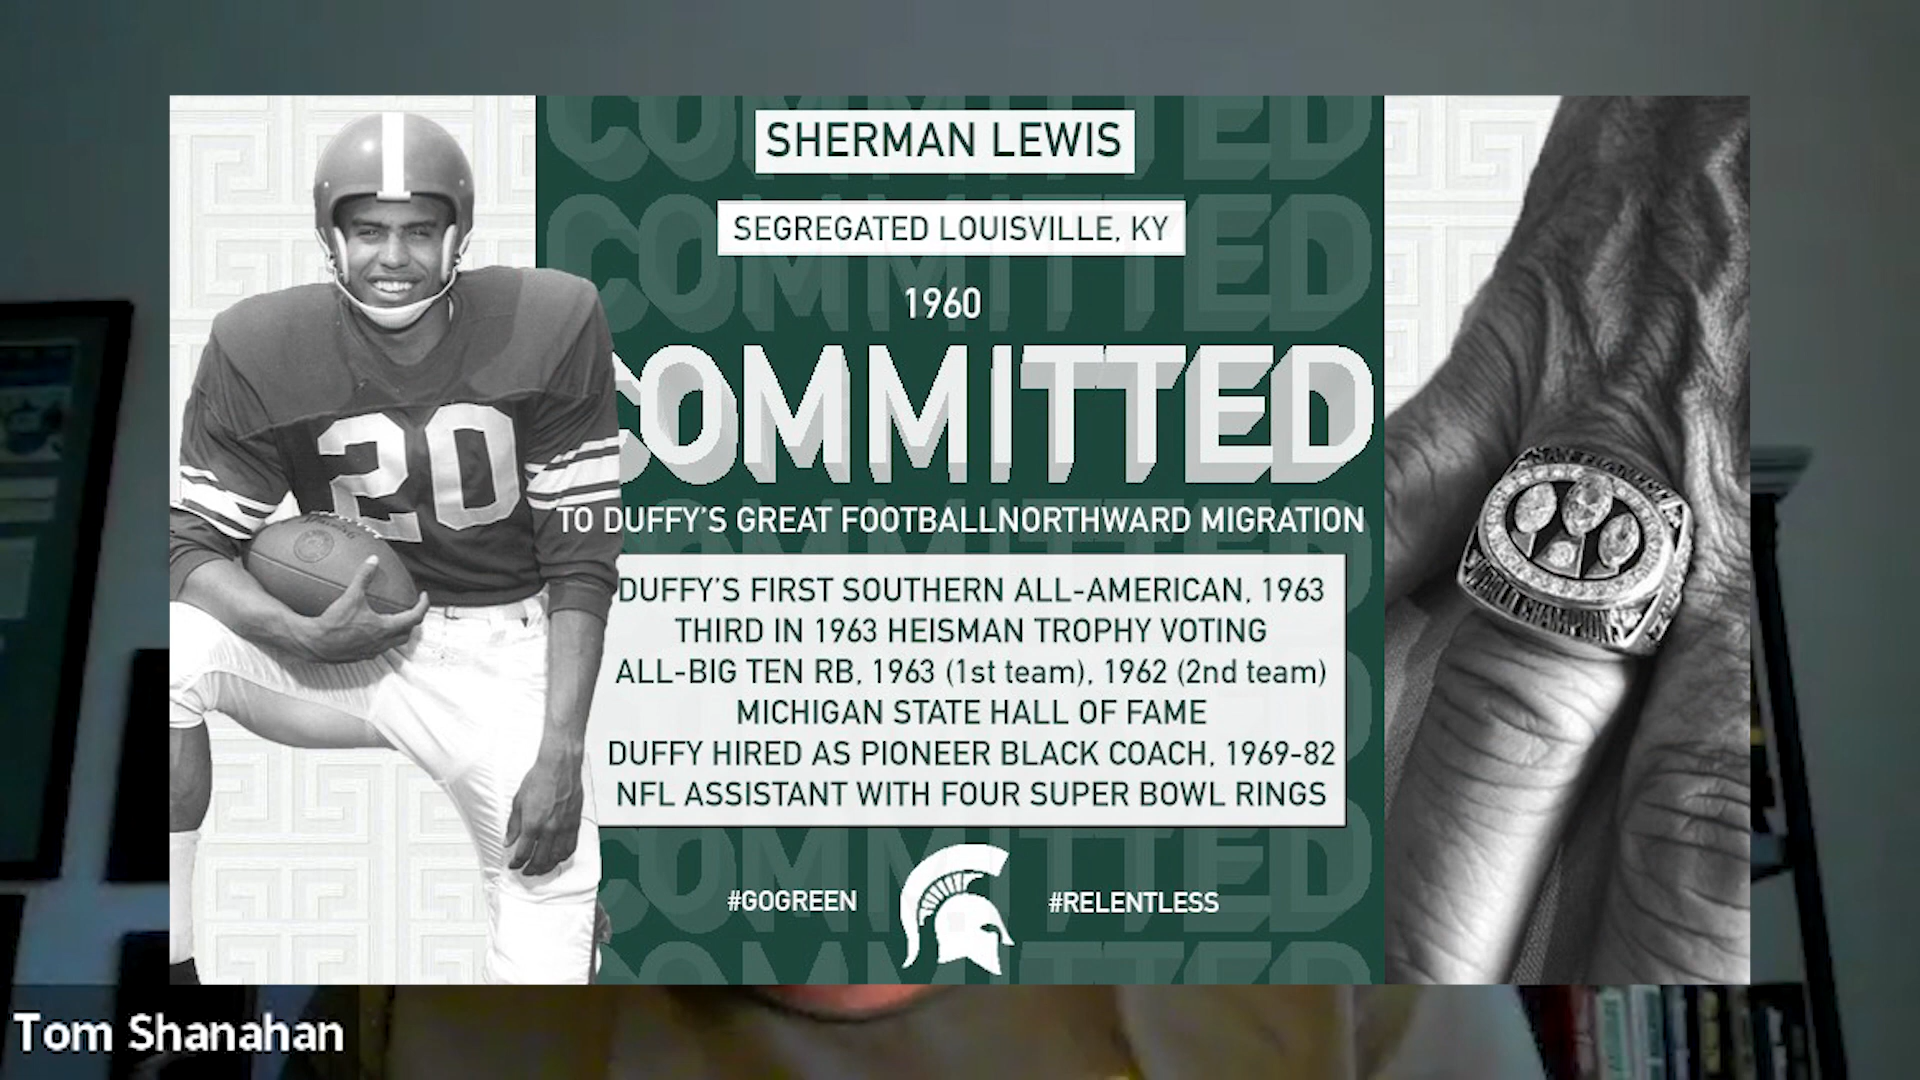 SHERMAN LEWIS
SEGREGATED LOUISVILLE, KY
1960
COMMITTED
TO DUFFY'S GREAT FOOTBALLNORTHWARD MIGRATION
DUFFY'S FIRST SOUTHERN ALL-AMERICAN, 1963
THIRD IN 1963 HEISMAN TROPHY VOTING
ALL-BIG TEN RB, 1963 (1st team), 1962 (2nd team)
MICHIGAN STATE HALL OF FAME
DUFFY HIRED AS PIONEER BLACK COACH, 1969-82
NFL ASSISTANT WITH FOUR SUPER BOWL RINGS
#GOGREEN
#RELENTLESS
20
WORLD CHAMPIONS
Tom Shanahan